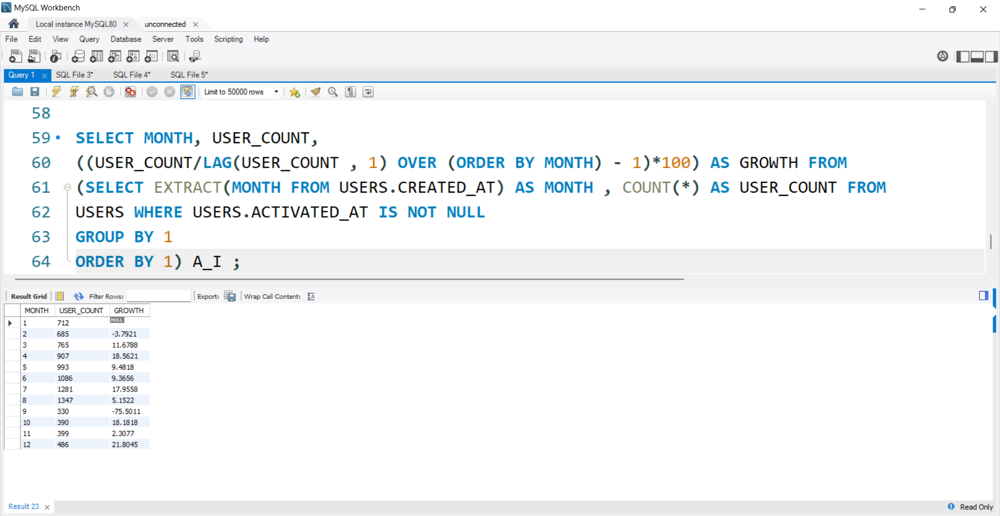 MySQL Workbench
Local instance MySQL80 unconnected
File Edit View Query Database Server Tools Scripting Help
Query 1 SQL File 3* SQL File 4* SQL File 5*
Limit to 50000 rows
58
59 SELECT MONTH, USER_COUNT,
60 ((USER_COUNT/LAG(USER_COUNT , 1) OVER (ORDER BY MONTH) - 1)*100) AS GROWTH FROM
61 (SELECT EXTRACT(MONTH FROM USERS.CREATED_AT) AS MONTH , COUNT(*) AS USER_COUNT FROM
62 USERS WHERE USERS.ACTIVATED_AT IS NOT NULL
63 GROUP BY 1
64 ORDER BY 1) A_I ;
Result Grid Filter Rows: Export: Wrap Cell Content:
MONTH USER_COUNT GROWTH
1 712 NULL
2 685 -3.7921
3 765 11.6788
4 907 18.5621
5 993 9.4818
6 1086 9.3656
7 1281 17.9558
8 1347 5.1522
9 330 -75.5011
10 390 18.1818
11 399 2.3077
12 486 21.8045
Result 23 Read Only